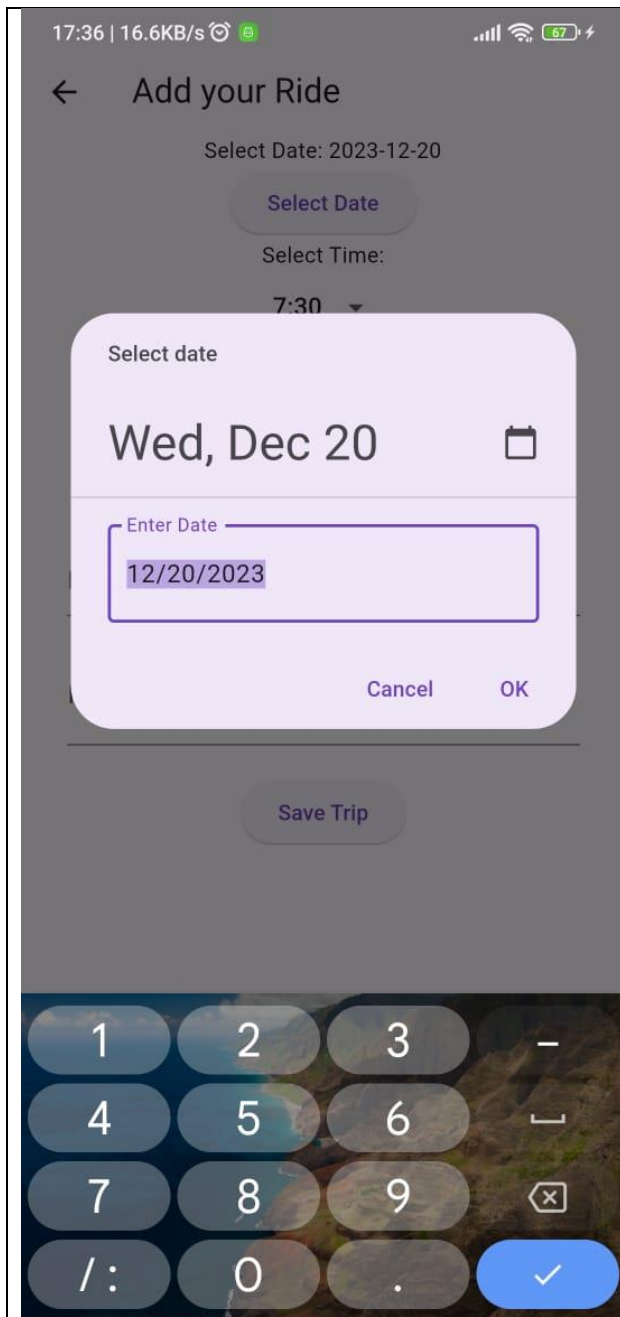 17:36 | 16.6KB/s 67
Add your Ride
Select Date: 2023-12-20
Select Date
Select Time:
7:30
Select date
Wed, Dec 20
Enter Date
12/20/2023
Cancel OK
Save Trip
1 2 3 -
4 5 6
7 8 9
/ : 0 .